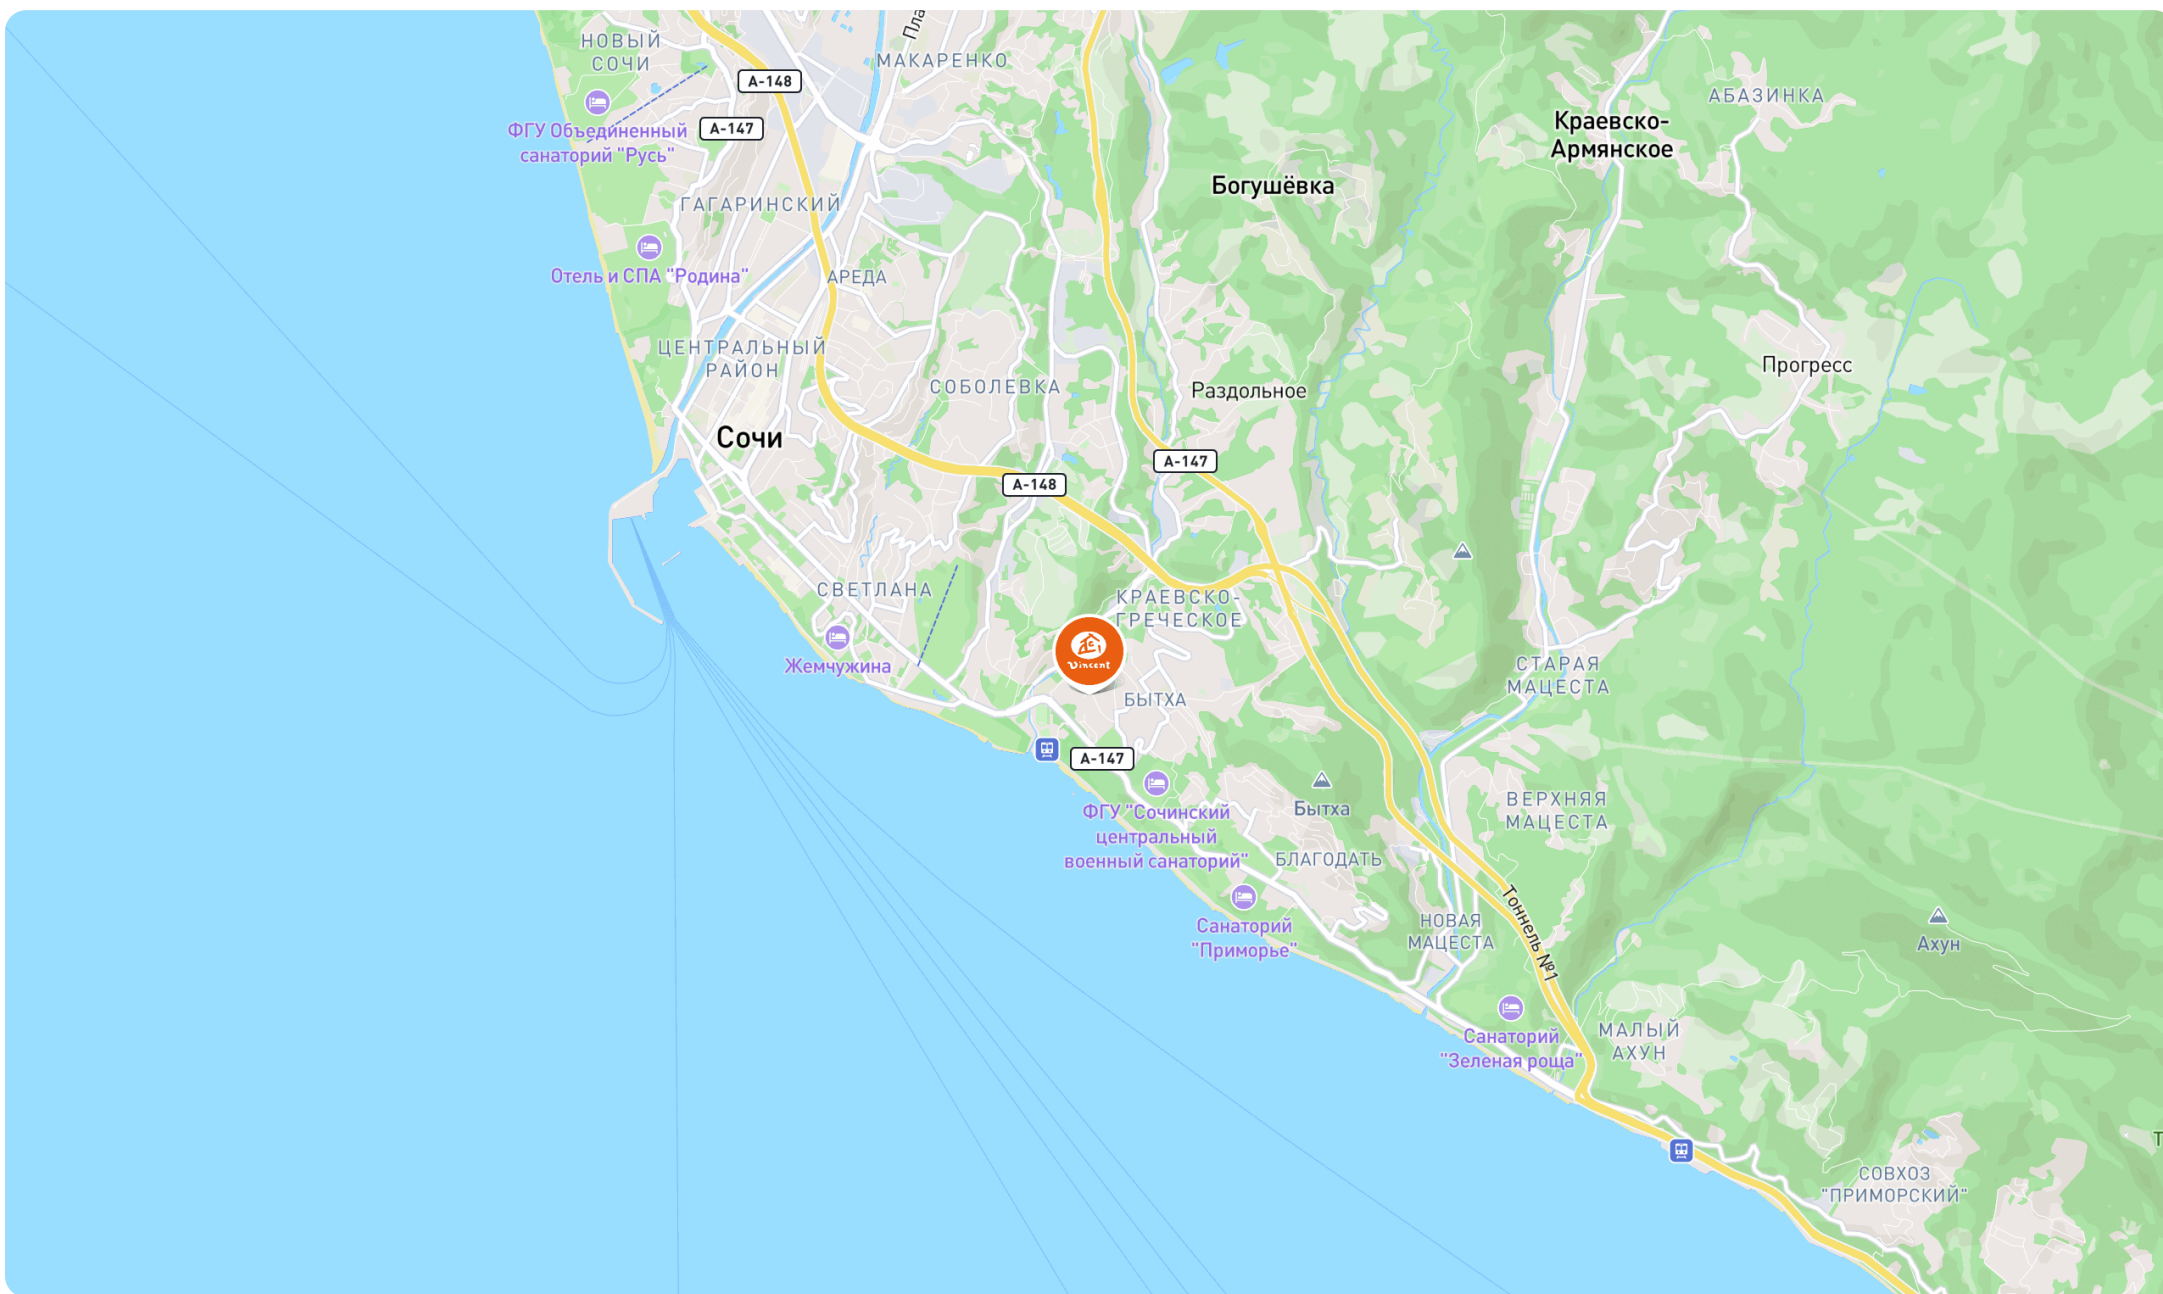 Пла
НОВЫЙ
СОЧИ
МАКАРЕНКО
А-148
АБАЗИНКА
Краевско-
Армянское
ФГУ Объединенный
санаторий "Русь"
А-147
Богушёвка
ГАГАРИНСКИЙ
Отель и СПА "Родина"
АРЕДА
ЦЕНТРАЛЬНЫЙ
РАЙОН
СОБОЛЕВКА
Раздольное
Прогресс
Сочи
А-147
А-148
СВЕТЛАНА
КРАЕВСКО-
ГРЕЧЕСКОЕ
Vincent
Жемчужина
СТАРАЯ
МАЦЕСТА
БЫТХА
А-147
ФГУ "Сочинский
центральный
военный санаторий"
Бытха
ВЕРХНЯЯ
МАЦЕСТА
БЛАГОДАТЬ
Санаторий
"Приморье"
НОВАЯ
МАЦЕСТА
Тоннель №1
Ахун
Санаторий
"Зеленая роща"
МАЛЫЙ
АХУН
Т
СОВХОЗ
"ПРИМОРСКИЙ"